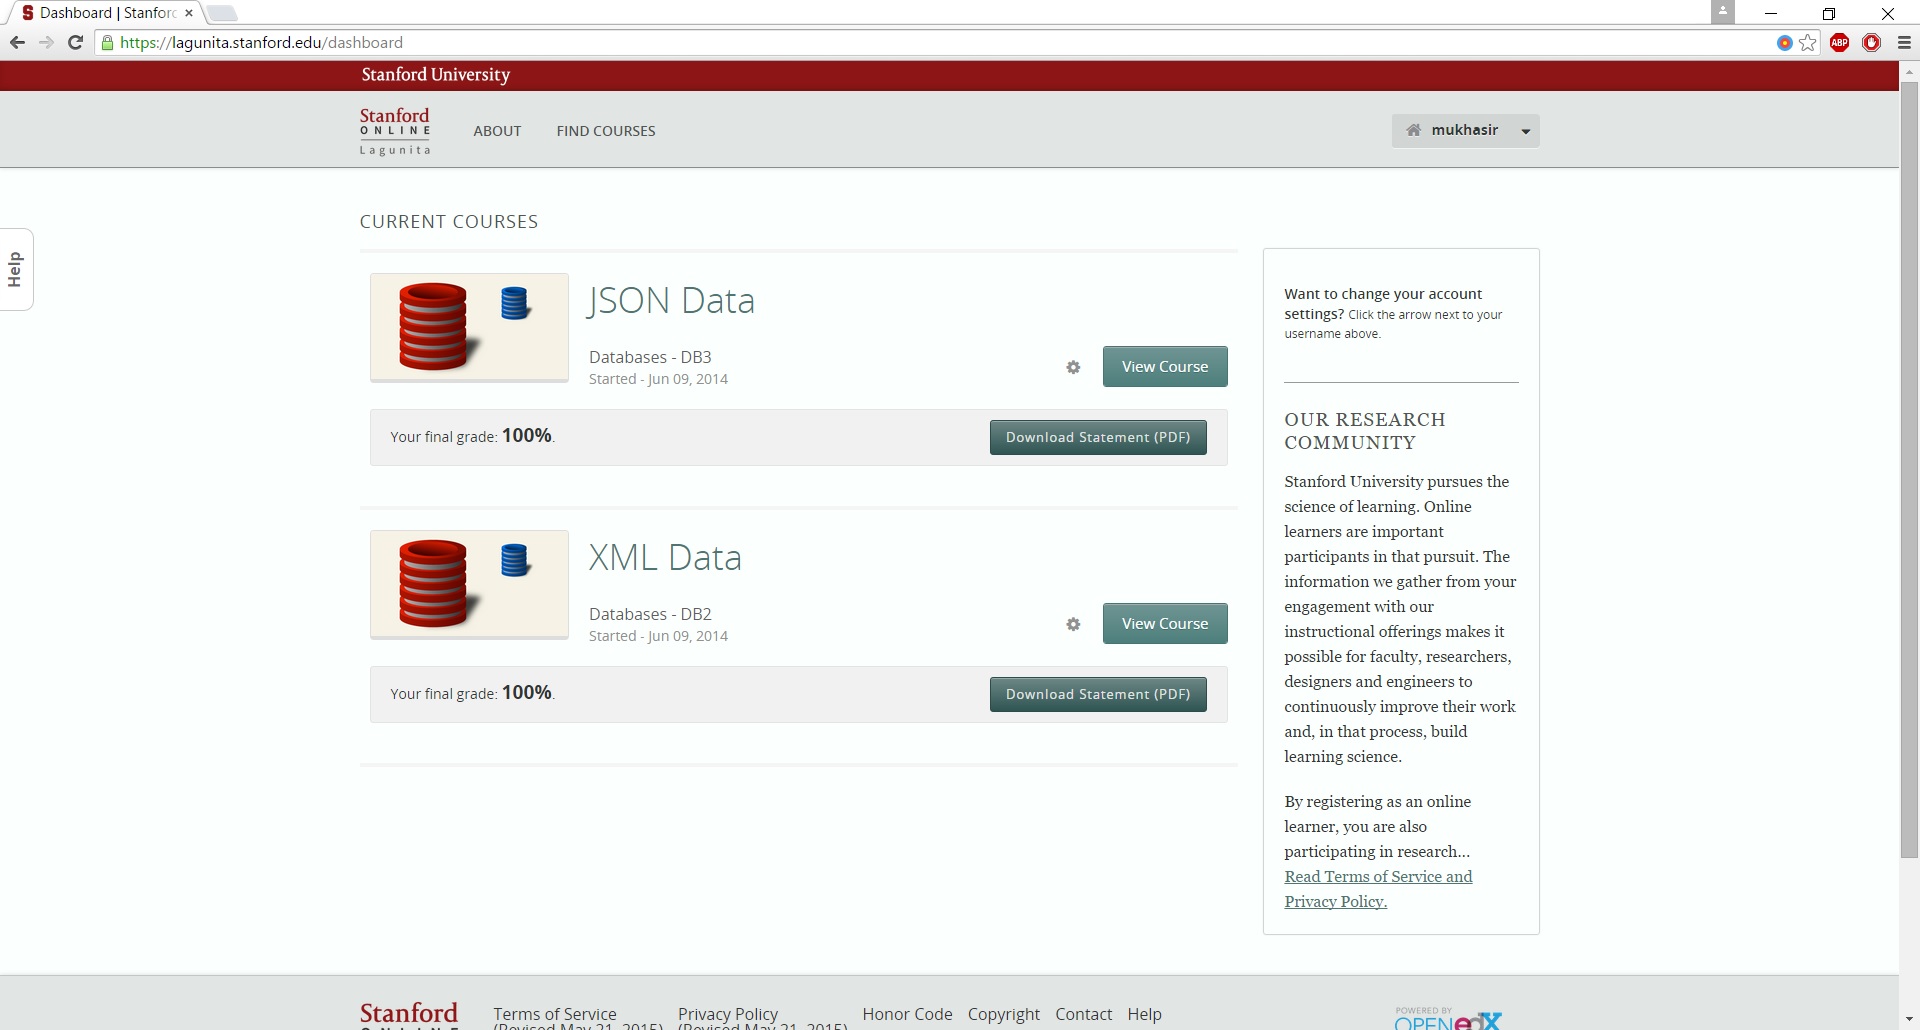 Dashboard | Stanfor
https://lagunita.stanford.edu/dashboard
ABP
Stanford University
Stanford
ONLINE
Lagunita
ABOUT
FIND COURSES
mukhasir
Help
CURRENT COURSES
JSON Data
Databases - DB3
Started - Jun 09, 2014
View Course
Your final grade: 100%.
Download Statement (PDF)
XML Data
Databases - DB2
Started - Jun 09, 2014
View Course
Your final grade: 100%.
Download Statement (PDF)
Want to change your account
settings? Click the arrow next to your
username above.
OUR RESEARCH
COMMUNITY
Stanford University pursues the
science of learning. Online
learners are important
participants in that pursuit. The
information we gather from your
engagement with our
instructional offerings makes it
possible for faculty, researchers,
designers and engineers to
continuously improve their work
and, in that process, build
learning science.
By registering as an online
learner, you are also
participating in research...
Read Terms of Service and
Privacy Policy.
Stanford
ONLINE
Terms of Service
(Revised May 21, 2015)
Privacy Policy
(Revised May 21, 2015)
Honor Code
Copyright
Contact
Help
POWERED BY
OPEN edX